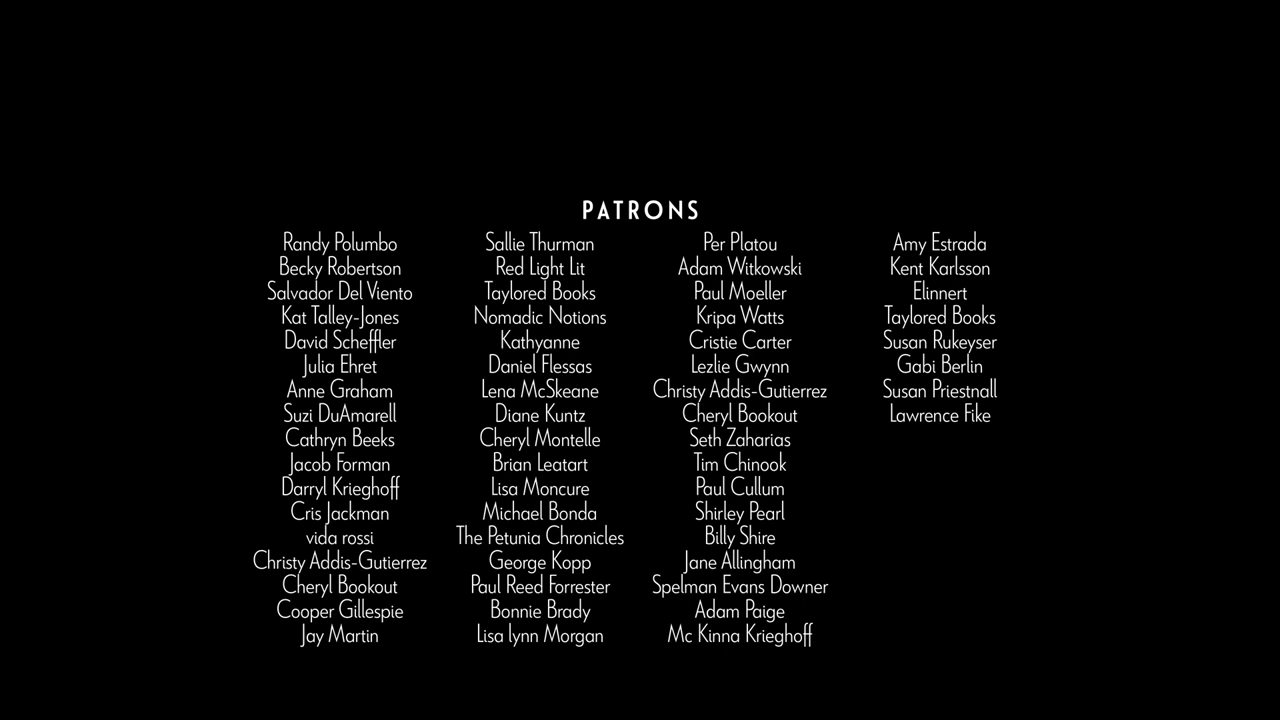 PATRONS
Randy Polumbo
Becky Robertson
Salvador Del Viento
Kat Talley-Jones
David Scheffler
Julia Ehret
Anne Graham
Suzi DuAmarell
Cathryn Beeks
Jacob Forman
Darryl Krieghoff
Cris Jackman
vida rossi
Christy Addis-Gutierrez
Cheryl Bookout
Cooper Gillespie
Jay Martin
Sallie Thurman
Red Light Lit
Taylored Books
Nomadic Notions
Kathyanne
Daniel Flessas
Lena McSkeane
Diane Kuntz
Cheryl Montelle
Brian Leatart
Lisa Moncure
Michael Bonda
The Petunia Chronicles
George Kopp
Paul Reed Forrester
Bonnie Brady
Lisa lynn Morgan
Per Platou
Adam Witkowski
Paul Moeller
Kripa Watts
Cristie Carter
Lezlie Gwynn
Christy Addis-Gutierrez
Cheryl Bookout
Seth Zaharias
Tim Chinook
Paul Cullum
Shirley Pearl
Billy Shire
Jane Allingham
Spelman Evans Downer
Adam Paige
Mc Kinna Krieghoff
Amy Estrada
Kent Karlsson
Elinnert
Taylored Books
Susan Rukeyser
Gabi Berlin
Susan Priestnall
Lawrence Fike